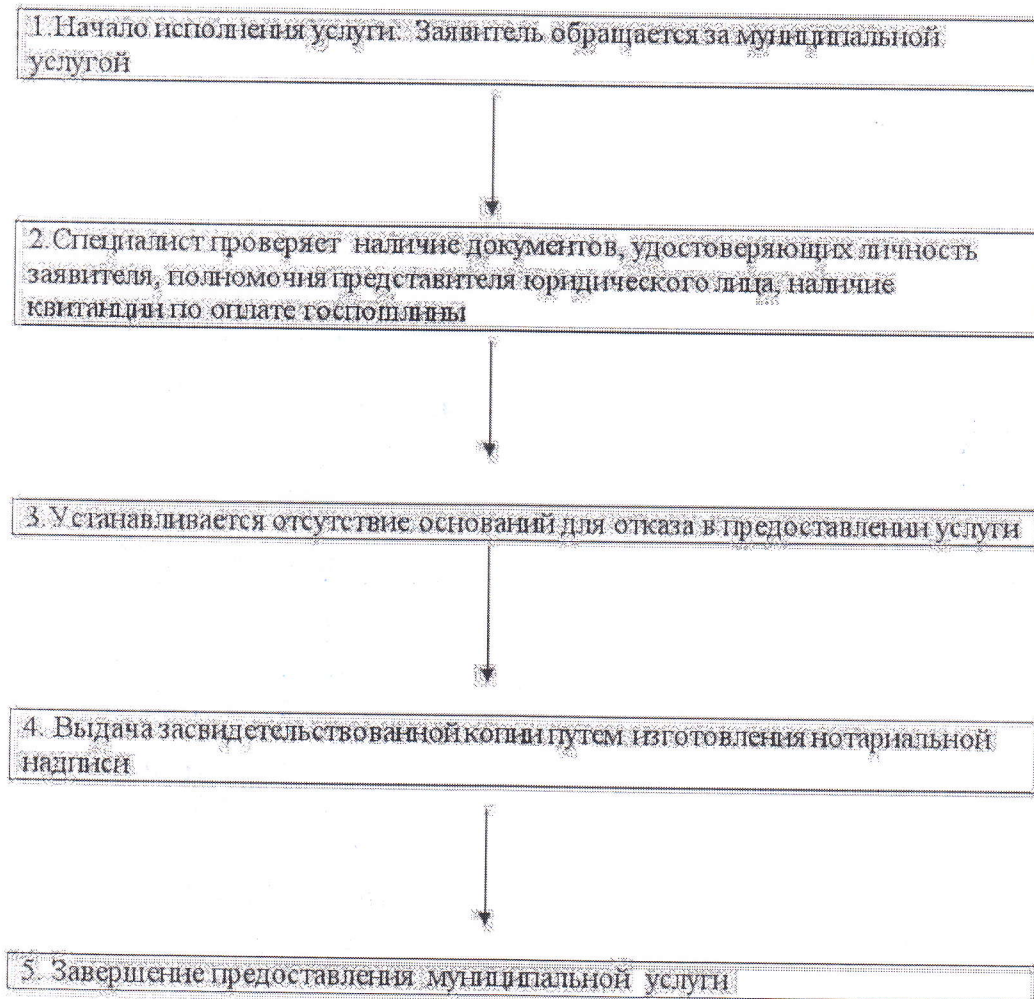 1.Начало исполнения услуги: Заявитель обращается за муниципальной
услугой
2.Специалист проверяет наличие документов, удостоверяющих личность
заявителя, полномочия представителя юридического лица, наличие
квитанции по оплате госпошлины
3.Устанавливается отсутствие оснований для отказа в предоставлении услуги
4. Выдача засвидетельствованной копии путем изготовления нотариальной
надписи
5. Завершение предоставления муниципальной услуги